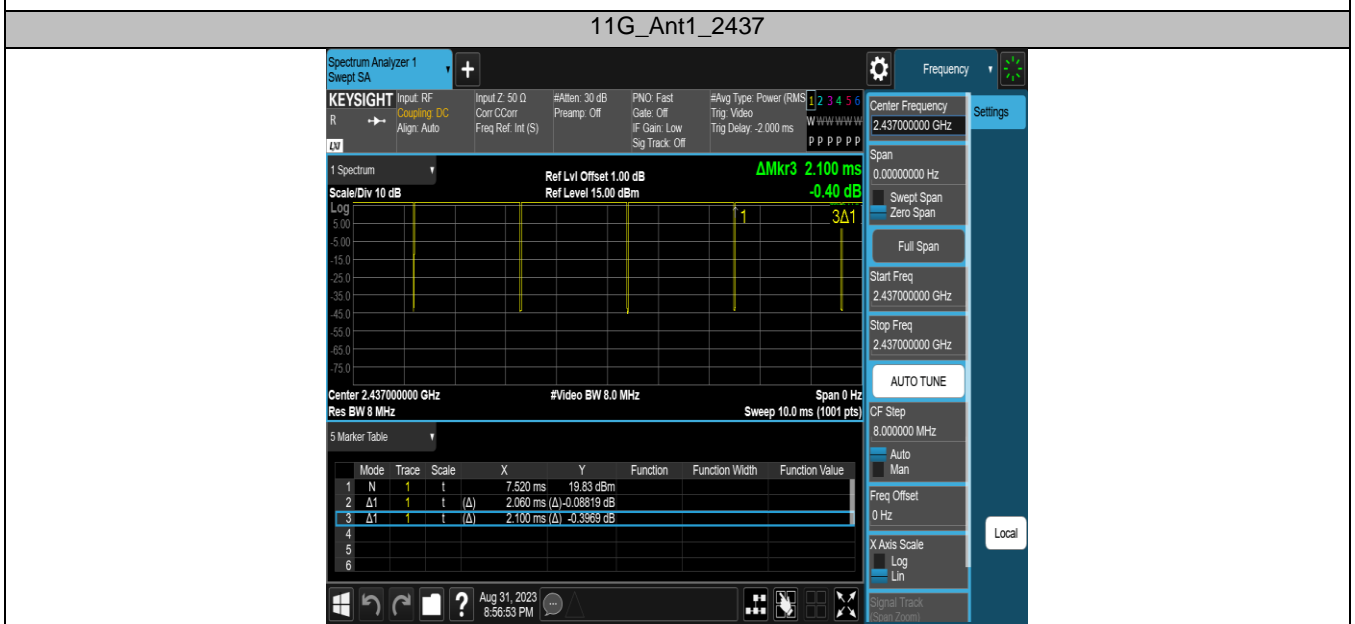 11G_Ant1_2437
Spectrum Analyzer 1
Swept SA
+
Frequency
KEYSIGHT
R
LXI
Input: RF
Coupling: DC
Align: Auto
Input Z: 50 Ω
Corr CCorr
Freq Ref: Int (S)
#Atten: 30 dB
Preamp: Off
PNO: Fast
Gate: Off
IF Gain: Low
Sig Track: Off
#Avg Type: Power (RMS
Trig: Video
Trig Delay: -2.000 ms
1 2 3 4 5 6
W W W W W W
P P P P P P
1 Spectrum
Scale/Div 10 dB
Ref Lvl Offset 1.00 dB
Ref Level 15.00 dBm
ΔMkr3 2.100 ms
-0.40 dB
Log
5.00
-5.00
-15.0
-25.0
-35.0
-45.0
-55.0
-65.0
-75.0
1
3Δ1
Center 2.437000000 GHz
#Video BW 8.0 MHz
Span 0 Hz
Res BW 8 MHz
Sweep 10.0 ms (1001 pts)
5 Marker Table
Mode Trace Scale X Y Function Function Width Function Value
1 N 1 t 7.520 ms 19.83 dBm
2 Δ1 1 t (Δ) 2.060 ms (Δ) -0.08819 dB
3 Δ1 1 t (Δ) 2.100 ms (Δ) -0.3969 dB
4
5
6
?
Aug 31, 2023
8:56:53 PM
Center Frequency
2.437000000 GHz
Settings
Span
0.00000000 Hz
Swept Span
Zero Span
Full Span
Start Freq
2.437000000 GHz
Stop Freq
2.437000000 GHz
AUTO TUNE
CF Step
8.000000 MHz
Auto
Man
Freq Offset
0 Hz
X Axis Scale
Log
Lin
Signal Track
(Span Zoom)
Local